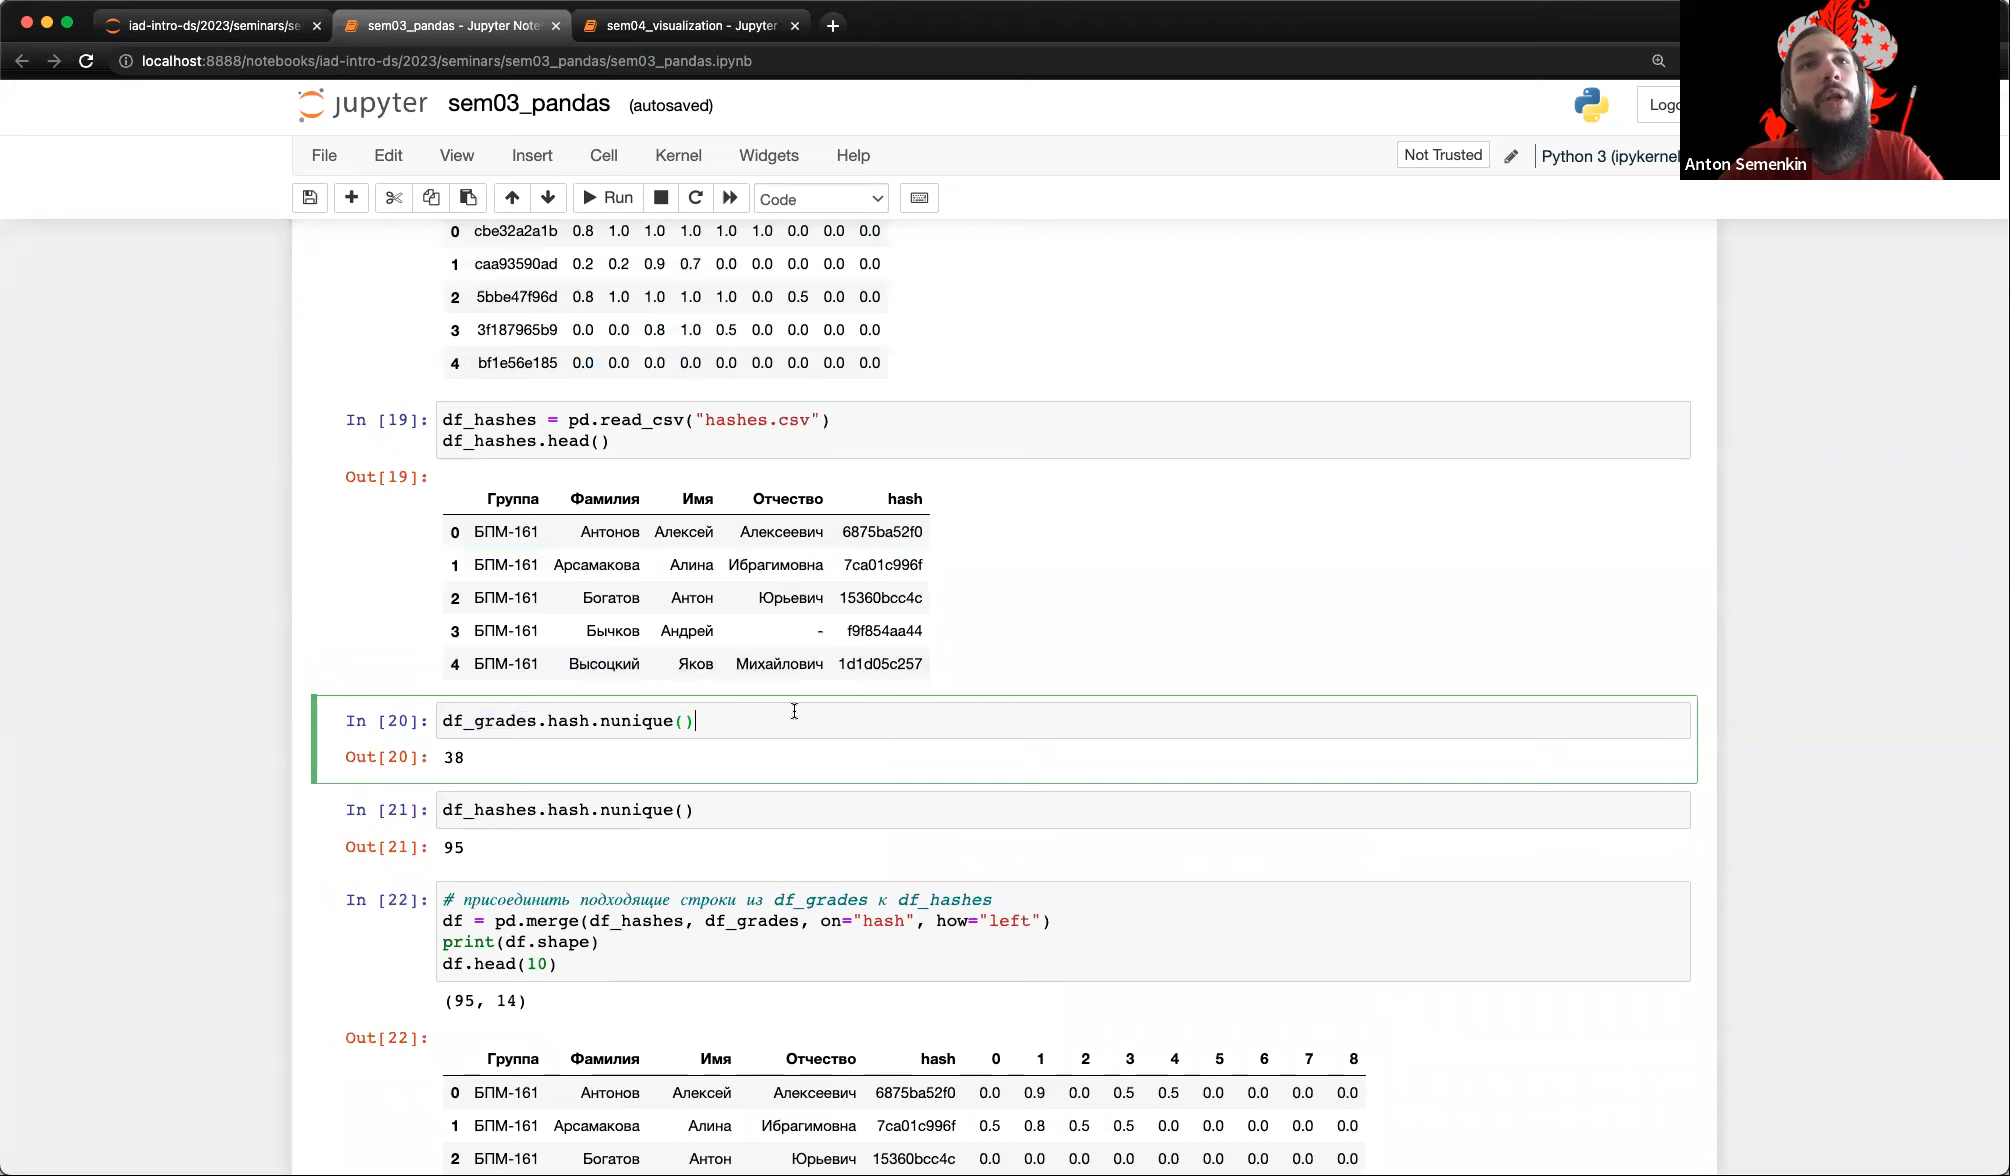 iad-intro-ds/2023/seminars/se
sem03_pandas - Jupyter Note
sem04_visualization - Jupyter
localhost:8888/notebooks/iad-intro-ds/2023/seminars/sem03_pandas/sem03_pandas.ipynb
jupyter sem03_pandas (autosaved)
Logo
File Edit View Insert Cell Kernel Widgets Help
Not Trusted Python 3 (ipykernel
Anton Semenkin
Run Code
0 cbe32a2a1b 0.8 1.0 1.0 1.0 1.0 1.0 0.0 0.0 0.0
1 caa93590ad 0.2 0.2 0.9 0.7 0.0 0.0 0.0 0.0 0.0
2 5bbe47f96d 0.8 1.0 1.0 1.0 1.0 0.0 0.5 0.0 0.0
3 3f187965b9 0.0 0.0 0.8 1.0 0.5 0.0 0.0 0.0 0.0
4 bf1e56e185 0.0 0.0 0.0 0.0 0.0 0.0 0.0 0.0 0.0
In [19]: df_hashes = pd.read_csv("hashes.csv")
df_hashes.head()
Out[19]:
Группа Фамилия Имя Отчество hash
0 БПМ-161 Антонов Алексей Алексеевич 6875ba52f0
1 БПМ-161 Арсамакова Алина Ибрагимовна 7ca01c996f
2 БПМ-161 Богатов Антон Юрьевич 15360bcc4c
3 БПМ-161 Бычков Андрей - f9f854aa44
4 БПМ-161 Высоцкий Яков Михайлович 1d1d05c257
In [20]: df_grades.hash.nunique()
Out[20]: 38
In [21]: df_hashes.hash.nunique()
Out[21]: 95
In [22]: # присоединить подходящие строки из df_grades к df_hashes
df = pd.merge(df_hashes, df_grades, on="hash", how="left")
print(df.shape)
df.head(10)
(95, 14)
Out[22]:
Группа Фамилия Имя Отчество hash 0 1 2 3 4 5 6 7 8
0 БПМ-161 Антонов Алексей Алексеевич 6875ba52f0 0.0 0.9 0.0 0.5 0.5 0.0 0.0 0.0 0.0
1 БПМ-161 Арсамакова Алина Ибрагимовна 7ca01c996f 0.5 0.8 0.5 0.5 0.0 0.0 0.0 0.0 0.0
2 БПМ-161 Богатов Антон Юрьевич 15360bcc4c 0.0 0.0 0.0 0.0 0.0 0.0 0.0 0.0 0.0